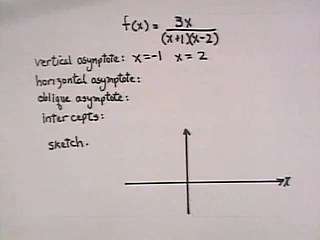 f(x) = 3x / (x+1)(x-2)
vertical asymptote: x=-1 x = 2
horizontal asymptote:
oblique asymptote:
intercepts:
sketch.
x